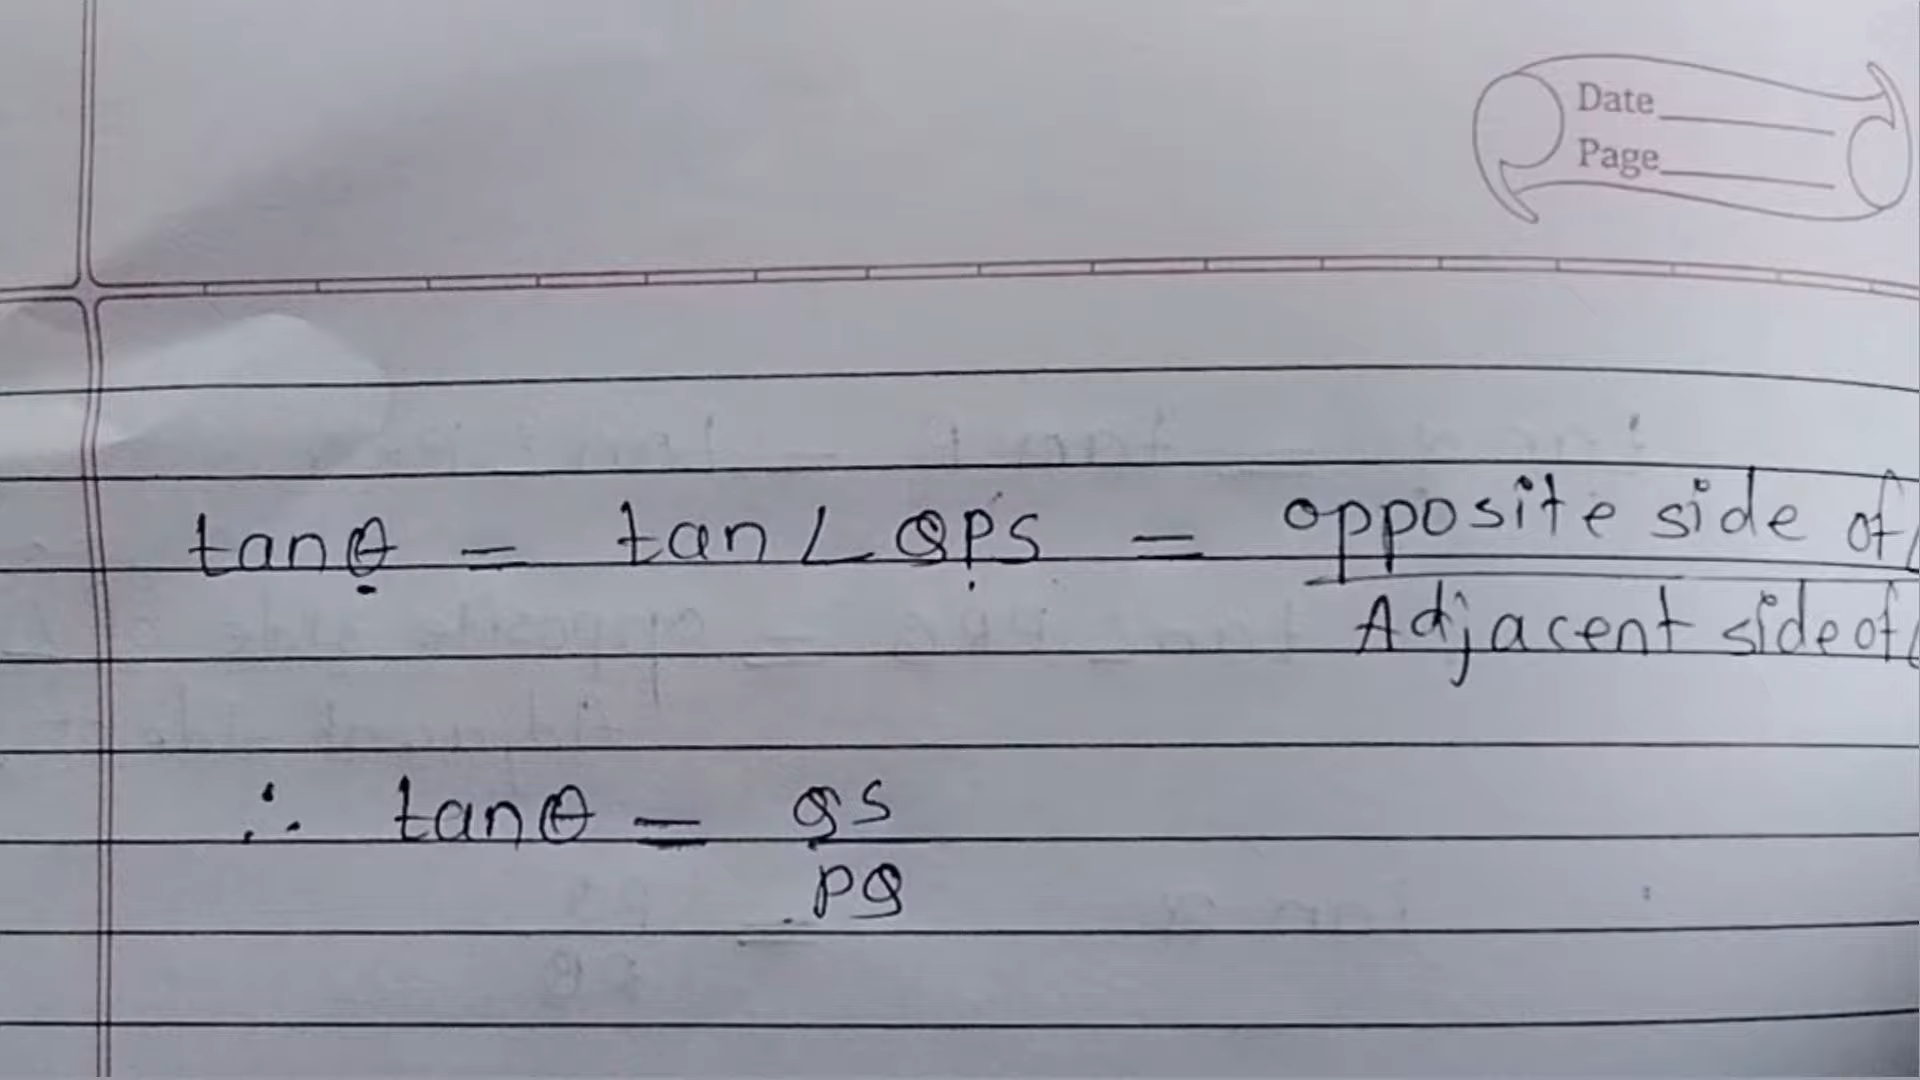 Date
Page
tanθ = tan∠QPS = opposite side of
Adjacent side of
∴ tanθ = QS
PQ